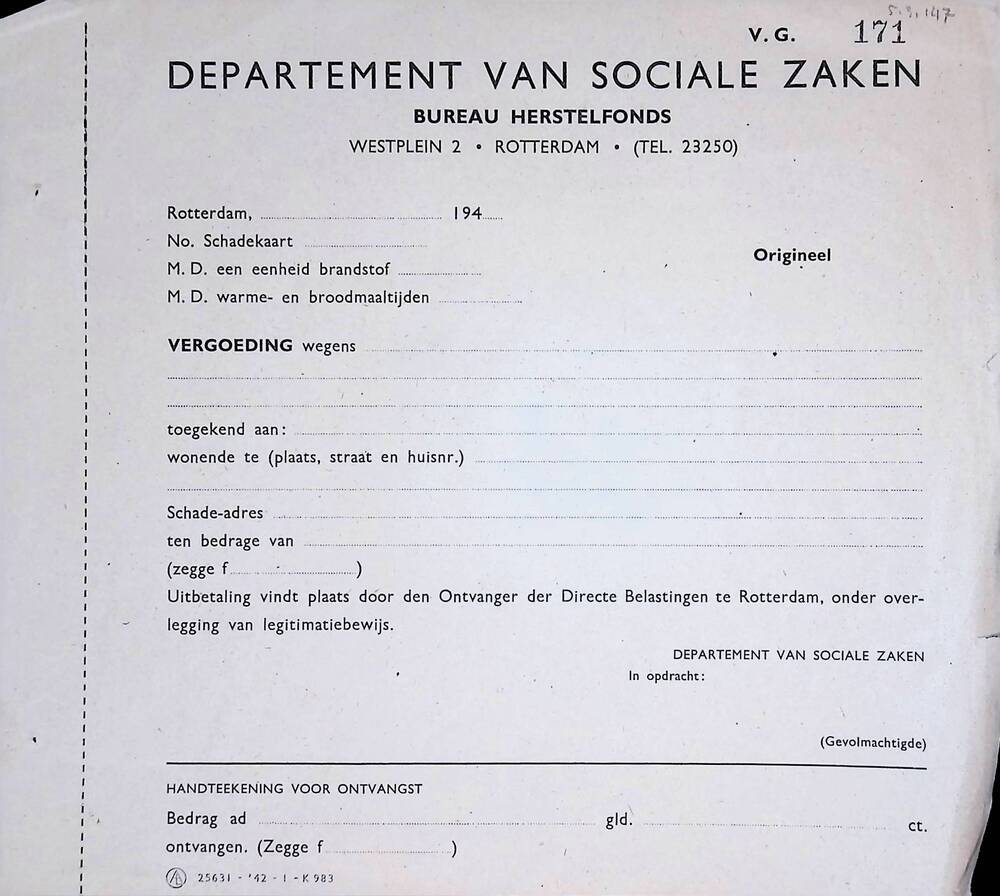 5.3.147
V. G. 171
DEPARTEMENT VAN SOCIALE ZAKEN
BUREAU HERSTELFONDS
WESTPLEIN 2 • ROTTERDAM • (TEL. 23250)
Rotterdam, 194
No. Schadekaart
Origineel
M. D. een eenheid brandstof
M. D. warme- en broodmaaltijden
VERGOEDING wegens
toegekend aan:
wonende te (plaats, straat en huisnr.)
Schade-adres
ten bedrage van
(zegge f )
Uitbetaling vindt plaats door den Ontvanger der Directe Belastingen te Rotterdam, onder over-
legging van legitimatiebewijs.
DEPARTEMENT VAN SOCIALE ZAKEN
In opdracht:
(Gevolmachtigde)
HANDTEEKENING VOOR ONTVANGST
Bedrag ad gld. ct.
ontvangen. (Zegge f )
25631 - '42 - I - K 983